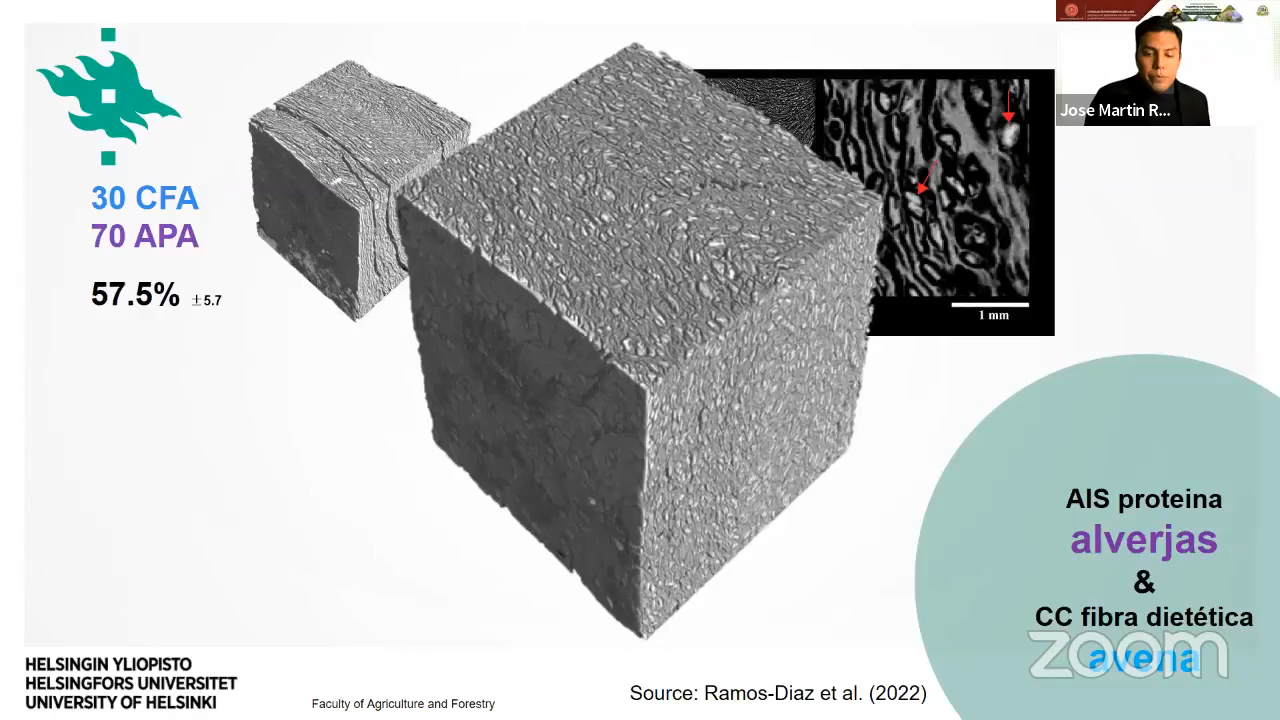 30 CFA
70 APA
57.5% ±5.7
1 mm
Jose Martin R...
AIS proteina
alverjas
&
CC fibra dietética
avena
zoom
HELSINGIN YLIOPISTO
HELSINGFORS UNIVERSITET
UNIVERSITY OF HELSINKI
Faculty of Agriculture and Forestry
Source: Ramos-Diaz et al. (2022)